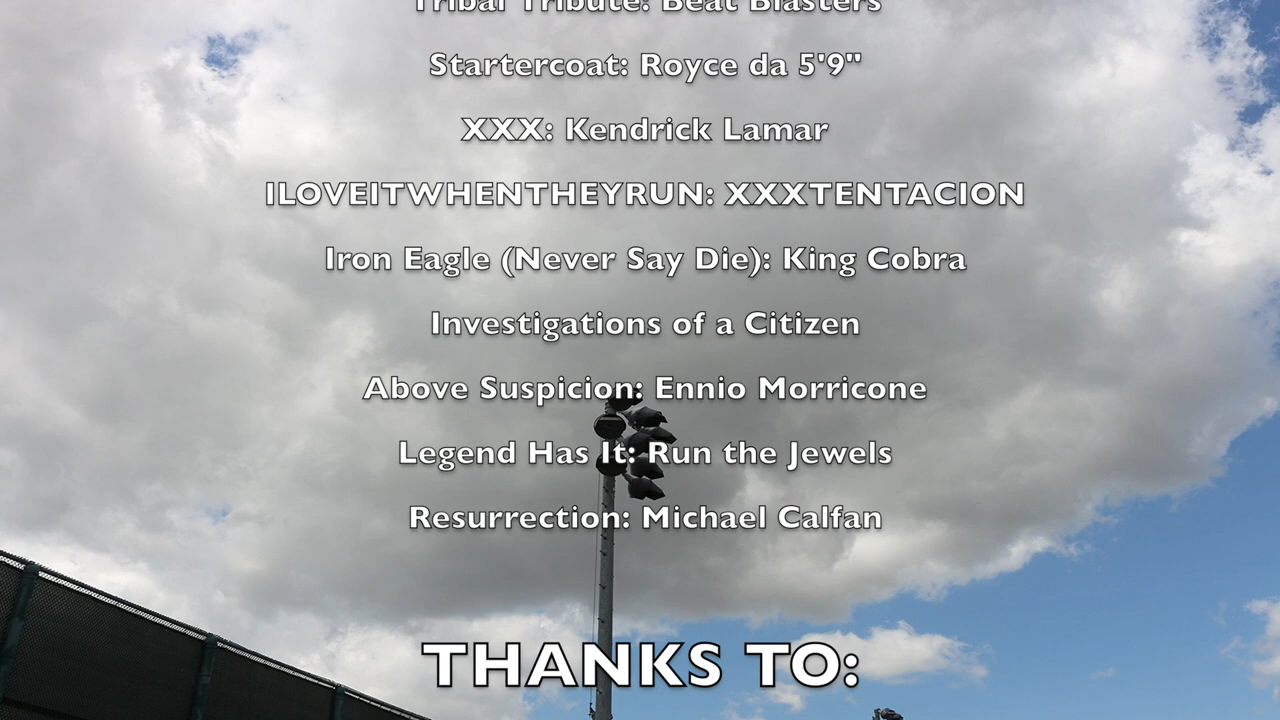 Tribal Tribute: Beat Blasters
Startercoat: Royce da 5'9"
XXX: Kendrick Lamar
ILOVEITWHENTHEYRUN: XXXTENTACION
Iron Eagle (Never Say Die): King Cobra
Investigations of a Citizen
Above Suspicion: Ennio Morricone
Legend Has It: Run the Jewels
Resurrection: Michael Calfan
THANKS TO: